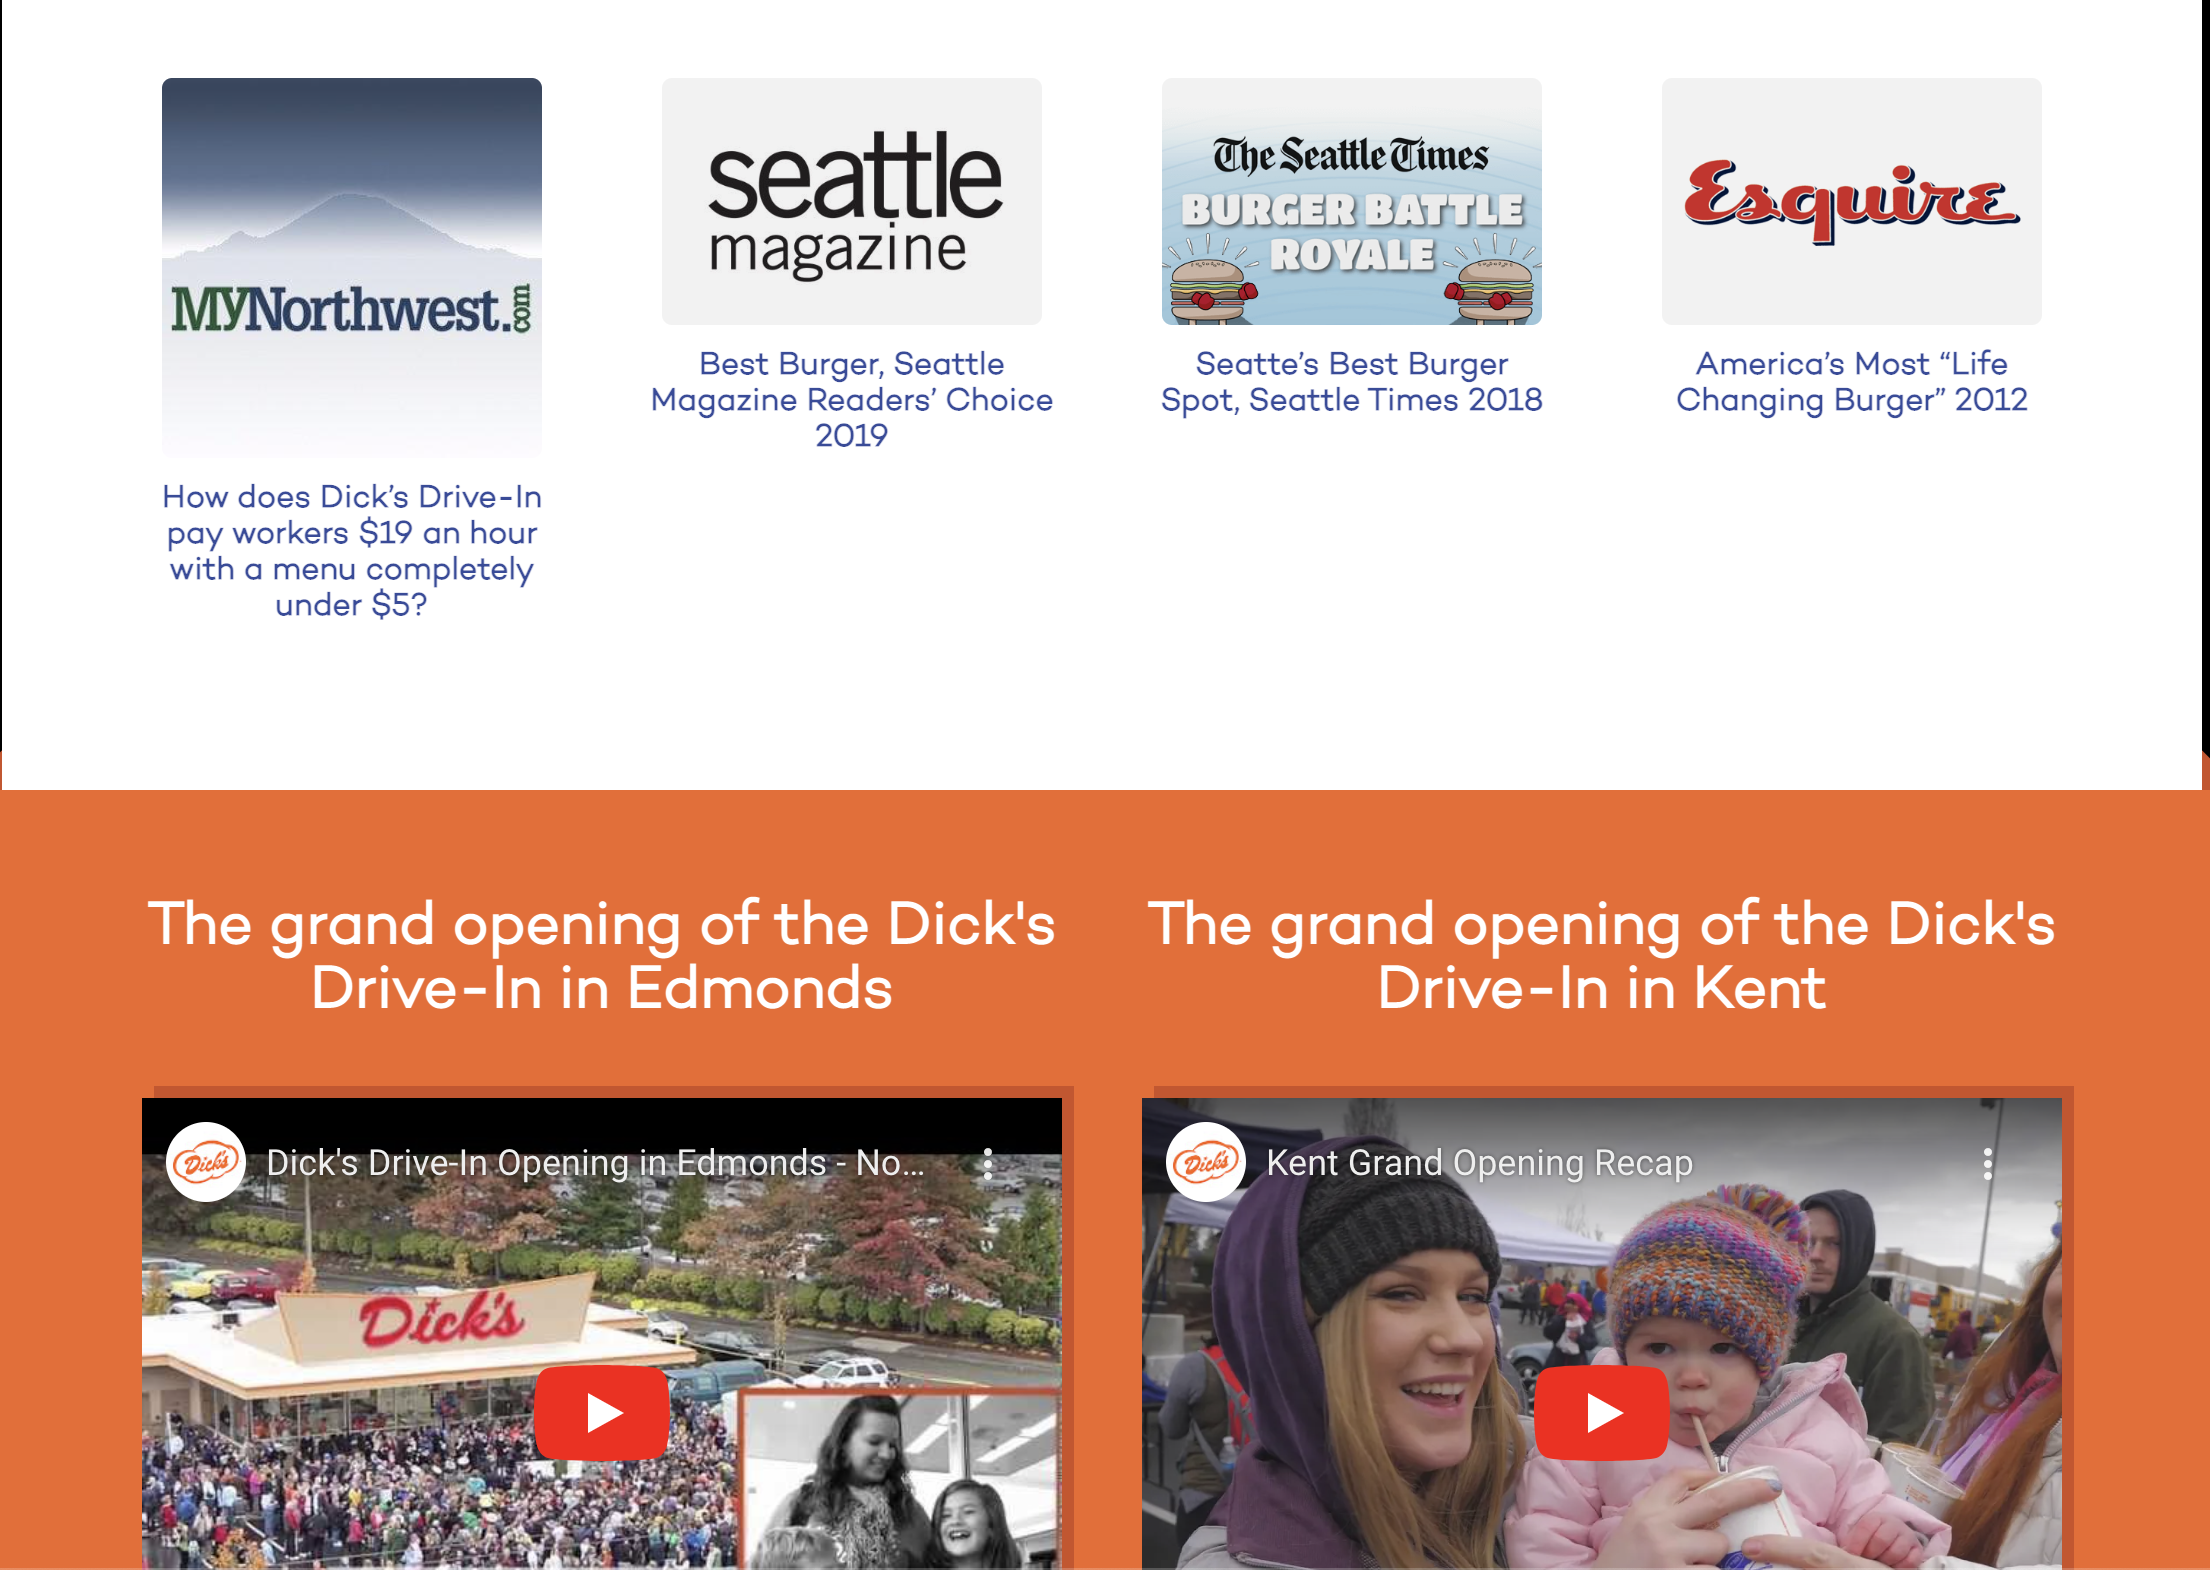 MyNorthwest.com
How does Dick’s Drive-In
pay workers $19 an hour
with a menu completely
under $5?
seattle
magazine
Best Burger, Seattle
Magazine Readers’ Choice
2019
The Seattle Times
BURGER BATTLE
ROYALE
Seatte’s Best Burger
Spot, Seattle Times 2018
Esquire
America’s Most “Life
Changing Burger” 2012
The grand opening of the Dick's
Drive-In in Edmonds
Dick's
Dick's Drive-In Opening in Edmonds - No...
Dick's
The grand opening of the Dick's
Drive-In in Kent
Dick's
Kent Grand Opening Recap